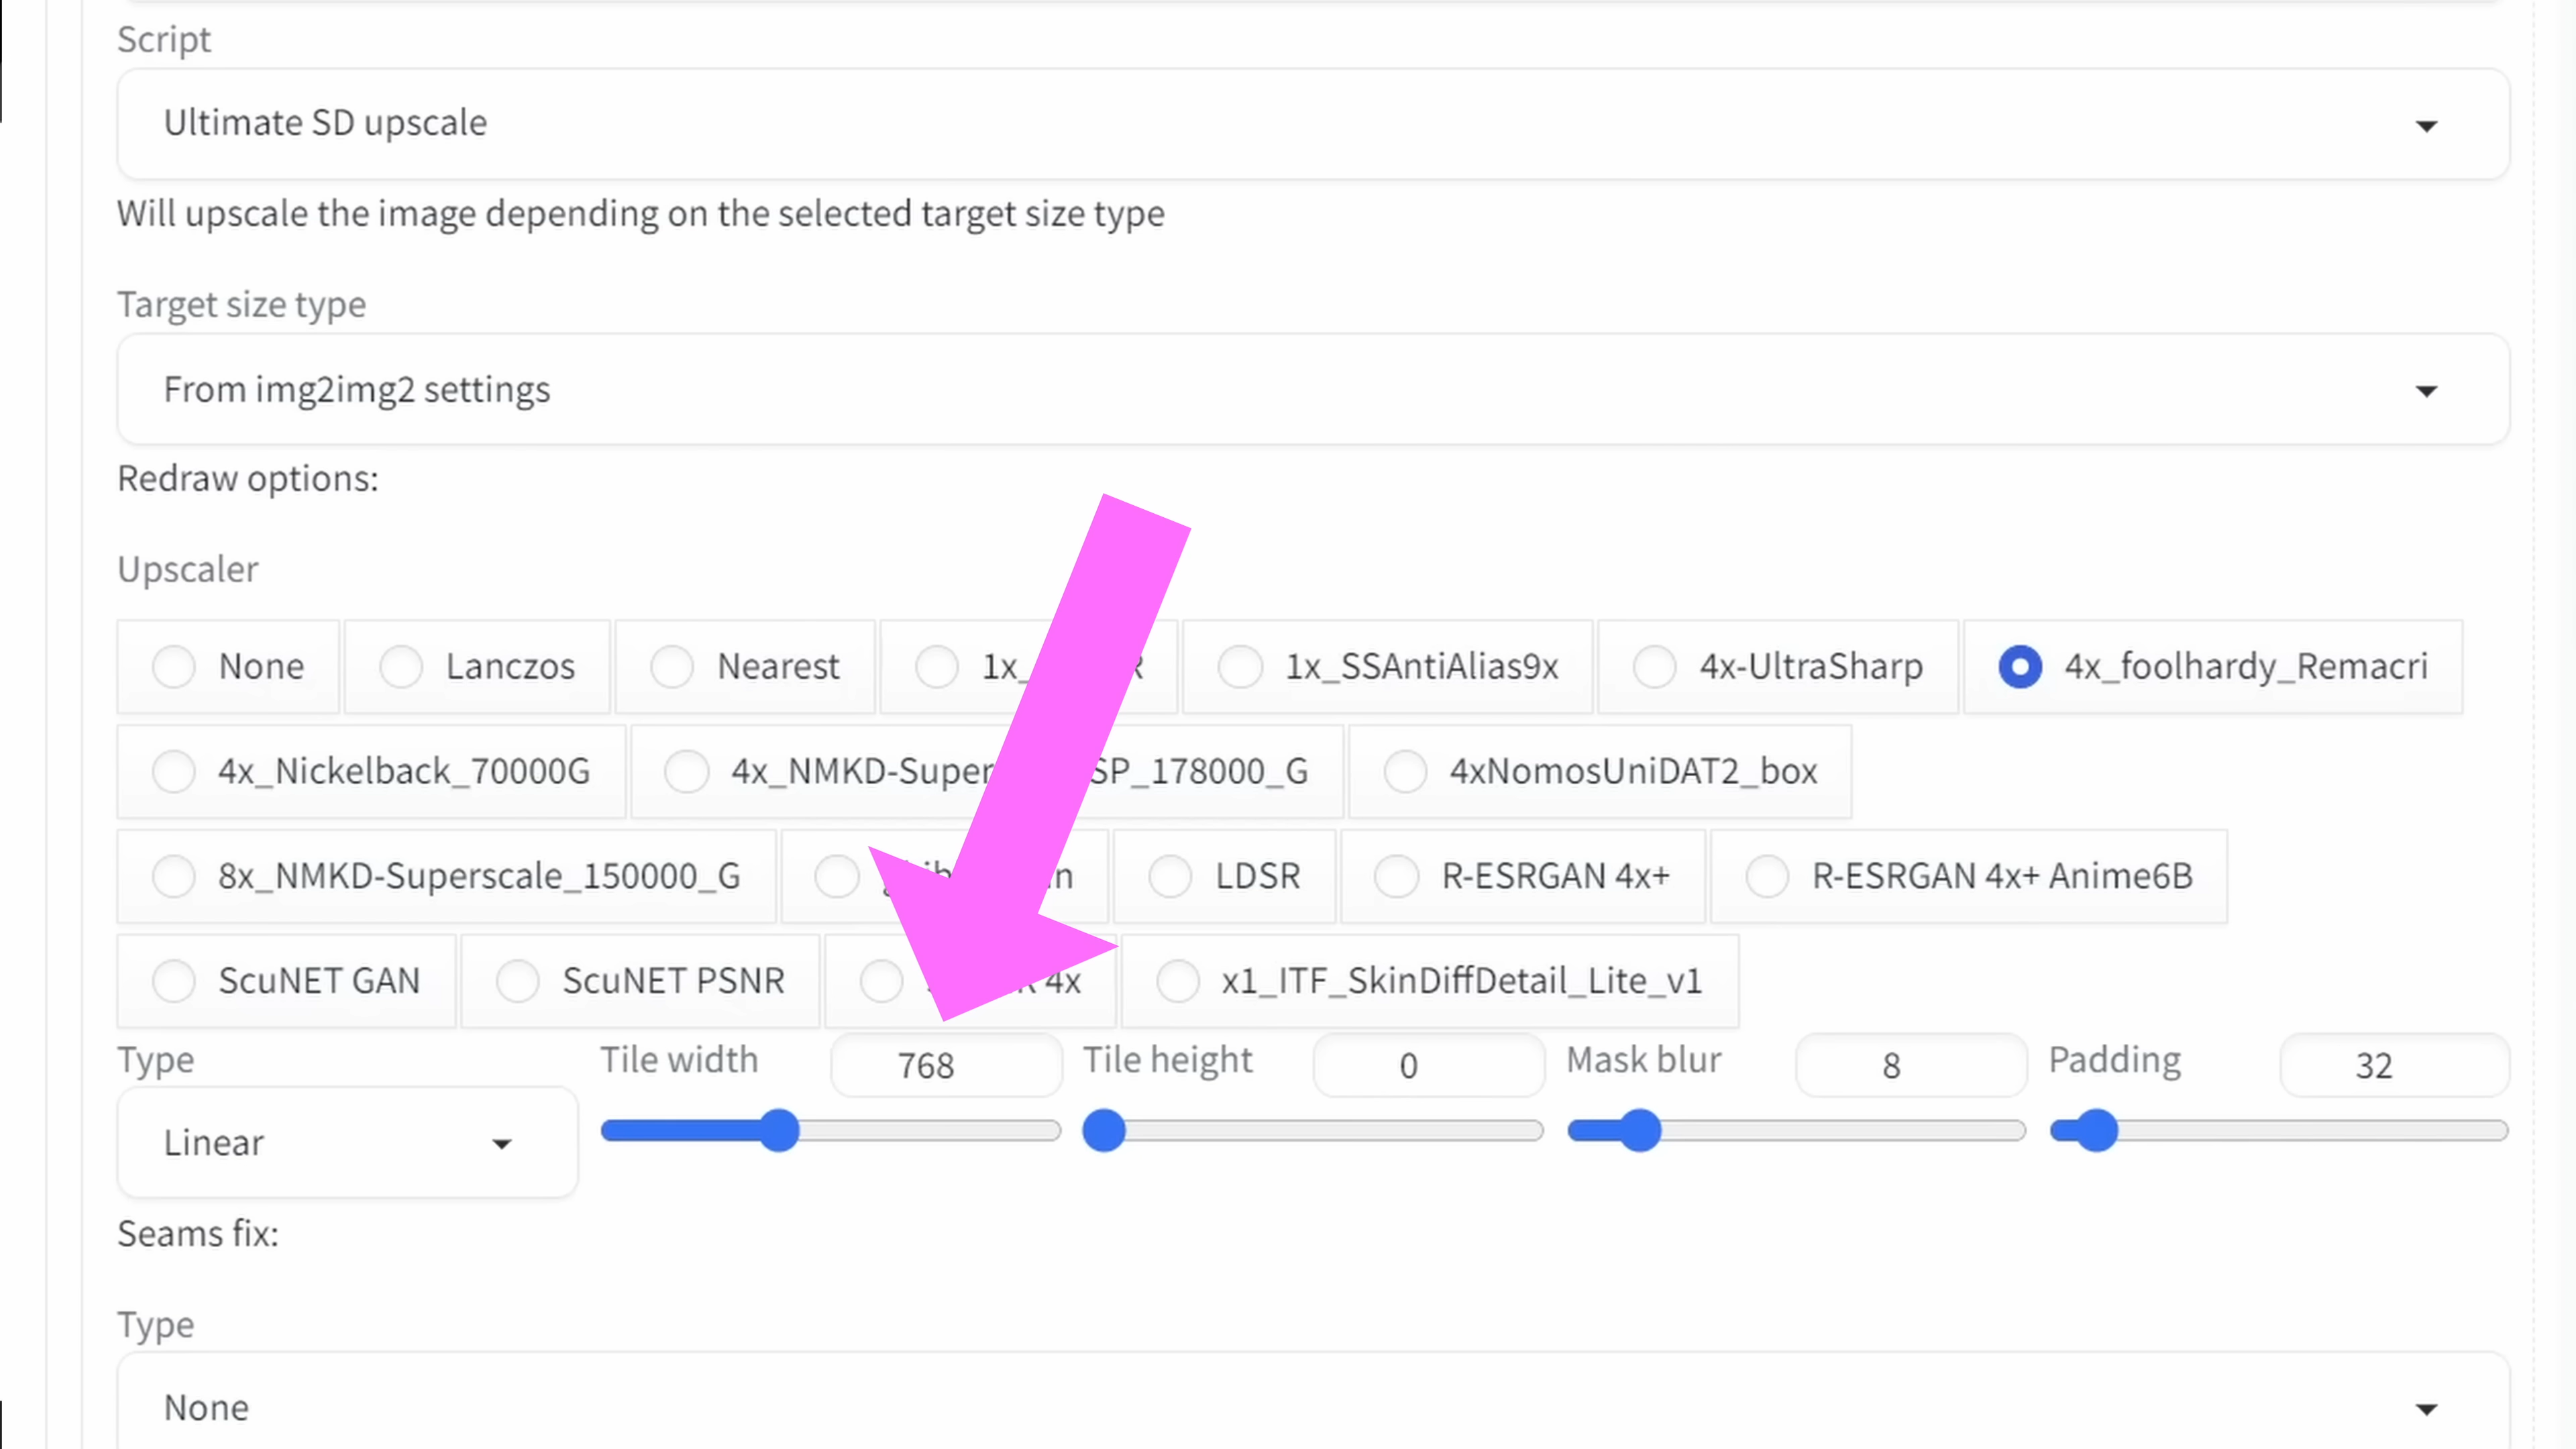 Script
Ultimate SD upscale
Will upscale the image depending on the selected target size type
Target size type
From img2img2 settings
Redraw options:
Upscaler
None Lanczos Nearest 1x_ 1x_SSAntiAlias9x 4x-UltraSharp 4x_foolhardy_Remacri
4x_Nickelback_70000G 4x_NMKD-Super SP_178000_G 4xNomosUniDAT2_box
8x_NMKD-Superscale_150000_G LDSR R-ESRGAN 4x+ R-ESRGAN 4x+ Anime6B
ScuNET GAN ScuNET PSNR 4x x1_ITF_SkinDiffDetail_Lite_v1
Type Tile width 768 Tile height 0 Mask blur 8 Padding 32
Linear
Seams fix:
Type
None